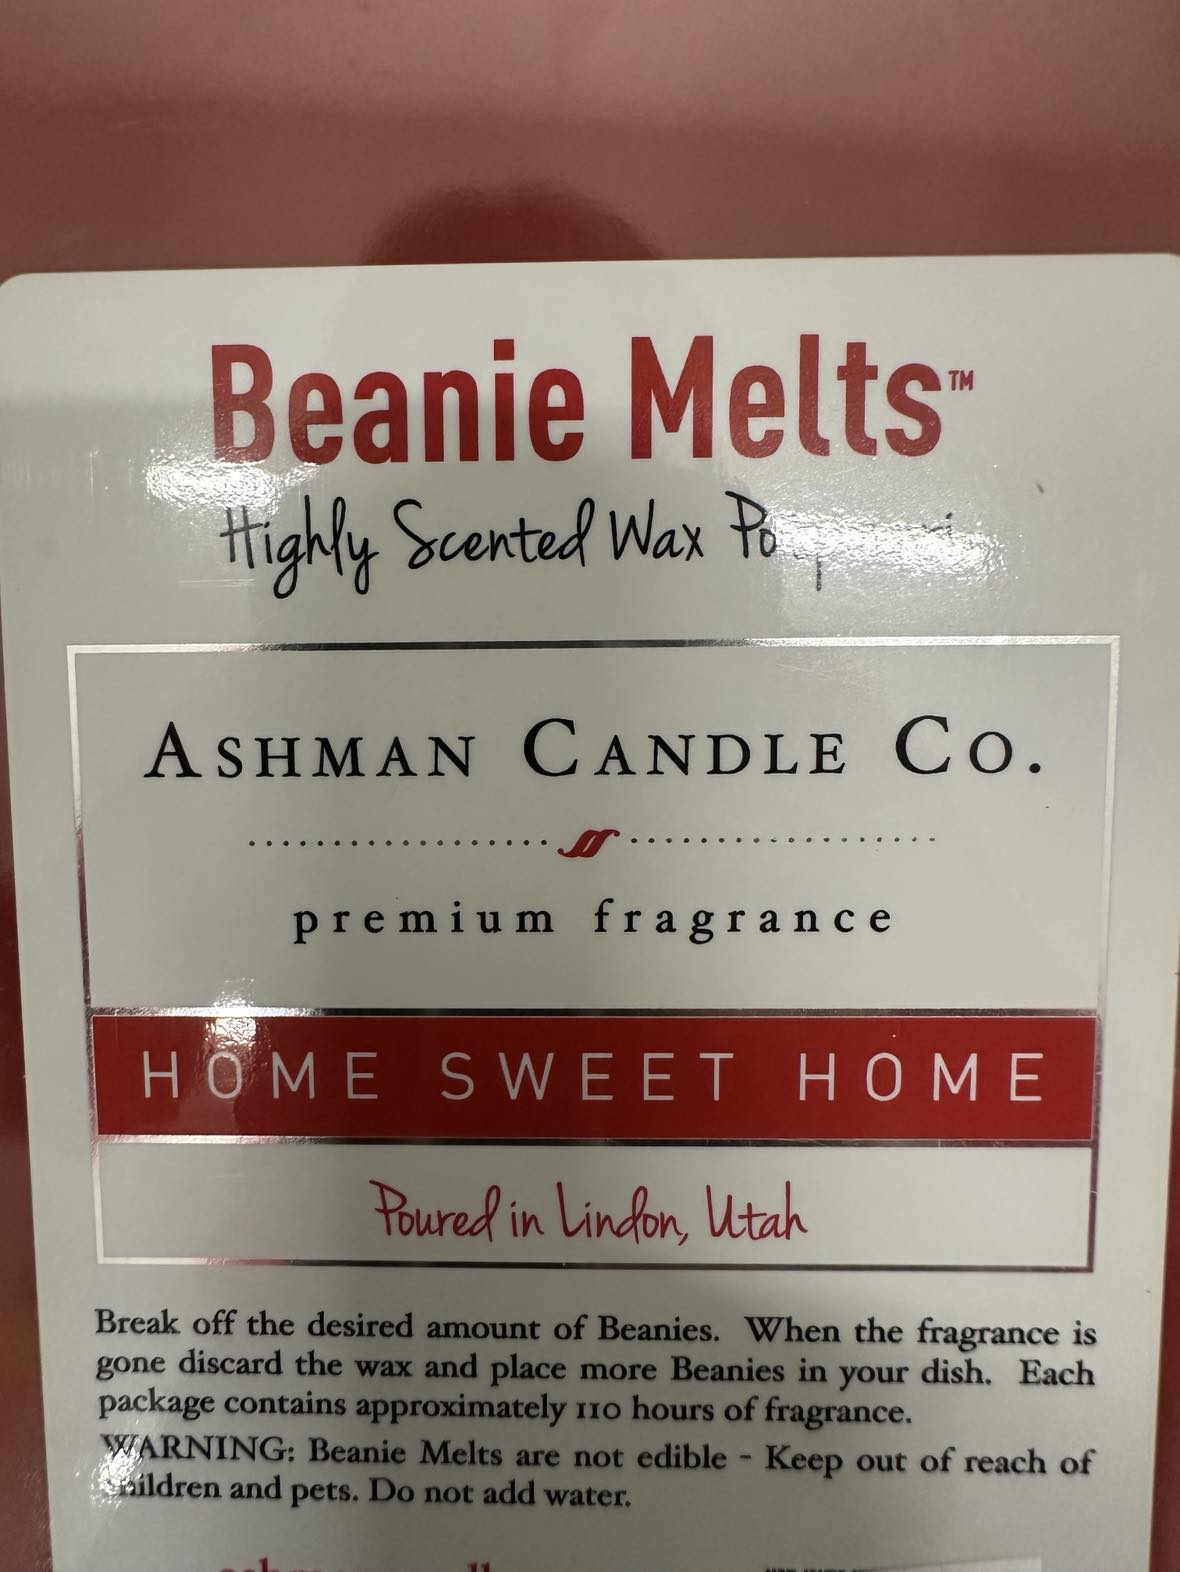 Beanie Melts™
Highly Scented Wax
ASHMAN CANDLE CO.
premium fragrance
HOME SWEET HOME
Poured in Lindon, Utah
Break off the desired amount of Beanies. When the fragrance is
gone discard the wax and place more Beanies in your dish. Each
package contains approximately 110 hours of fragrance.
WARNING: Beanie Melts are not edible - Keep out of reach of
children and pets. Do not add water.